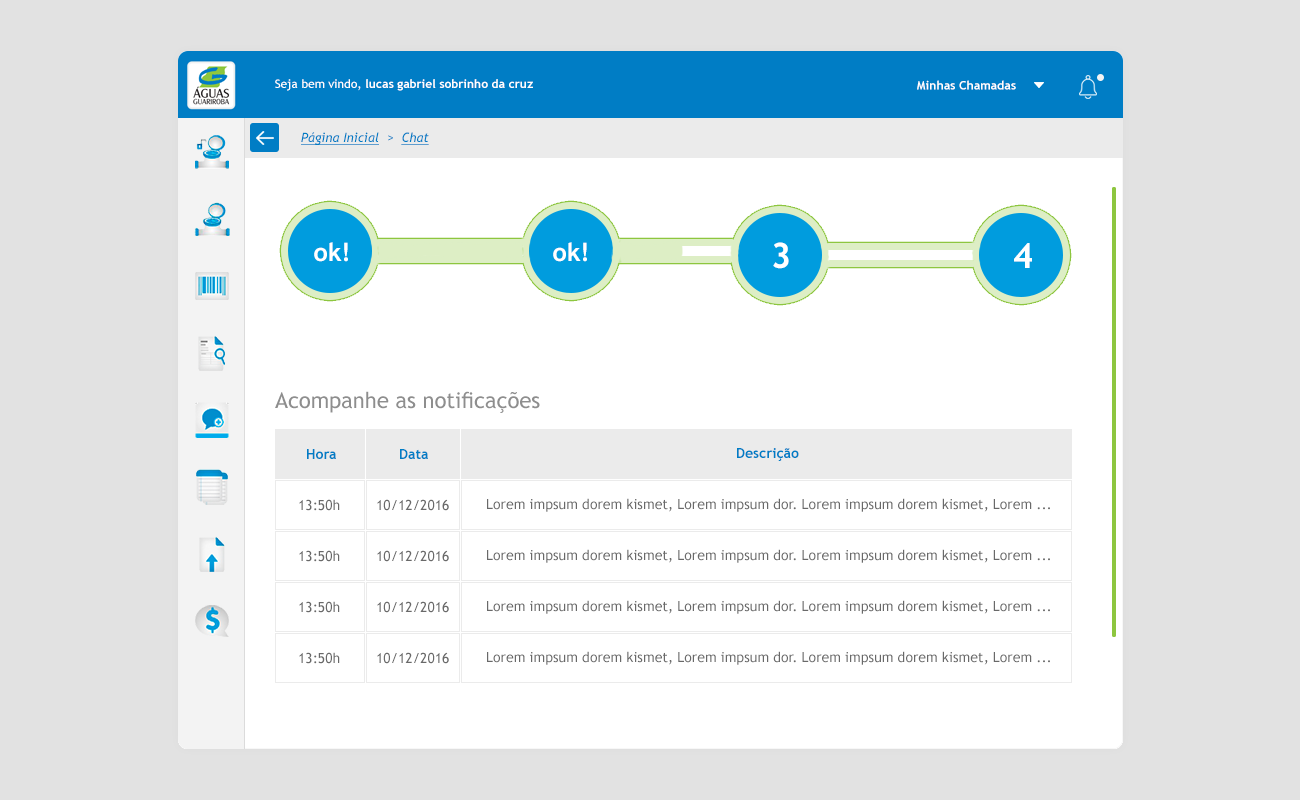 ÁGUAS
GUARIROBA
Seja bem vindo, lucas gabriel sobrinho da cruz
Minhas Chamadas
Página Inicial > Chat
ok!
ok!
3
4
Acompanhe as notificações
Hora Data Descrição
13:50h 10/12/2016 Lorem impsum dorem kismet, Lorem impsum dor. Lorem impsum dorem kismet, Lorem ...
13:50h 10/12/2016 Lorem impsum dorem kismet, Lorem impsum dor. Lorem impsum dorem kismet, Lorem ...
13:50h 10/12/2016 Lorem impsum dorem kismet, Lorem impsum dor. Lorem impsum dorem kismet, Lorem ...
13:50h 10/12/2016 Lorem impsum dorem kismet, Lorem impsum dor. Lorem impsum dorem kismet, Lorem ...
$